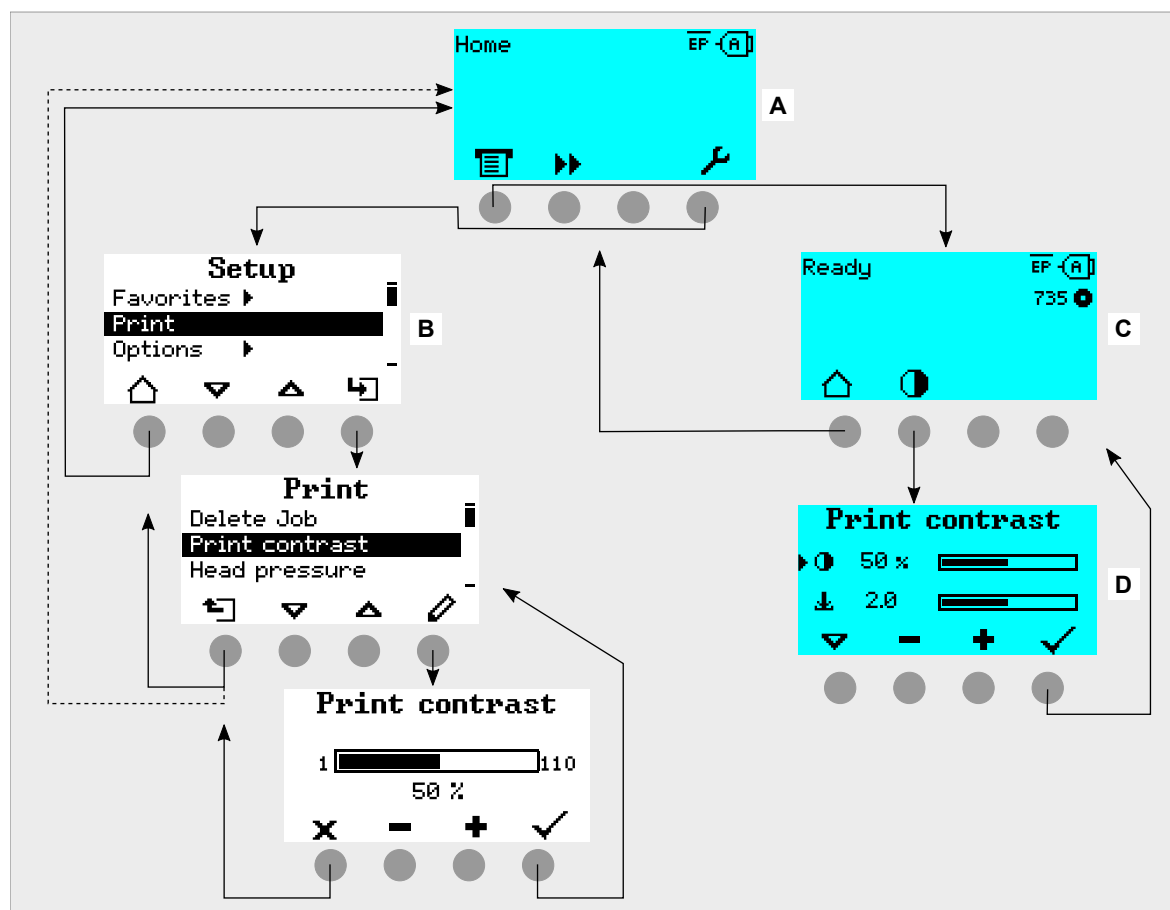 Home EP A
A
Setup
Favorites
Print
Options
B
Ready EP A
735
C
Print
Delete Job
Print contrast
Head pressure
Print contrast
50 %
2.0
D
Print contrast
1 110
50 %